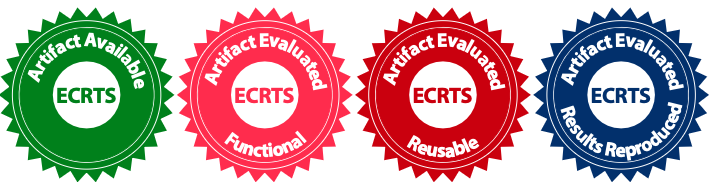 Artifact Available
ECRTS
Artifact Evaluated
ECRTS
Functional
Artifact Evaluated
ECRTS
Reusable
Artifact Evaluated
ECRTS
Results Reproduced